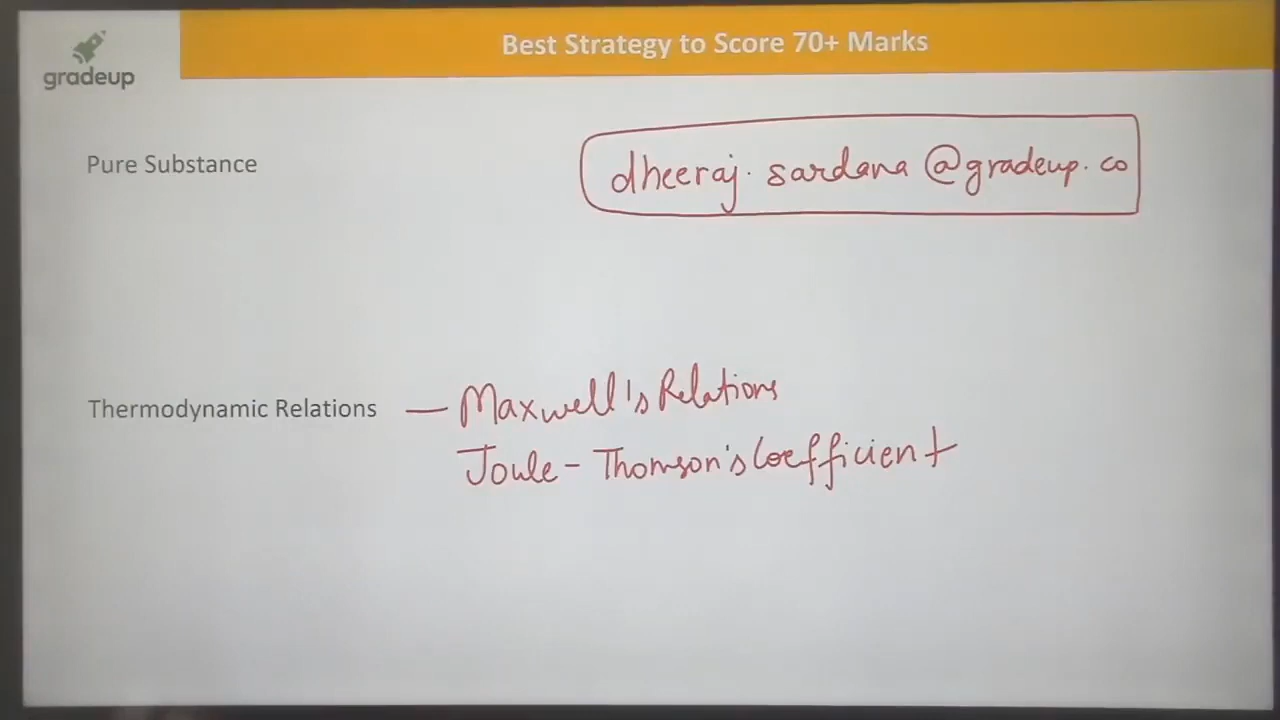 Best Strategy to Score 70+ Marks
gradeup
Pure Substance
dheeraj.sardana@gradeup.co
Thermodynamic Relations — Maxwell's Relations
Joule - Thomson's Coefficient